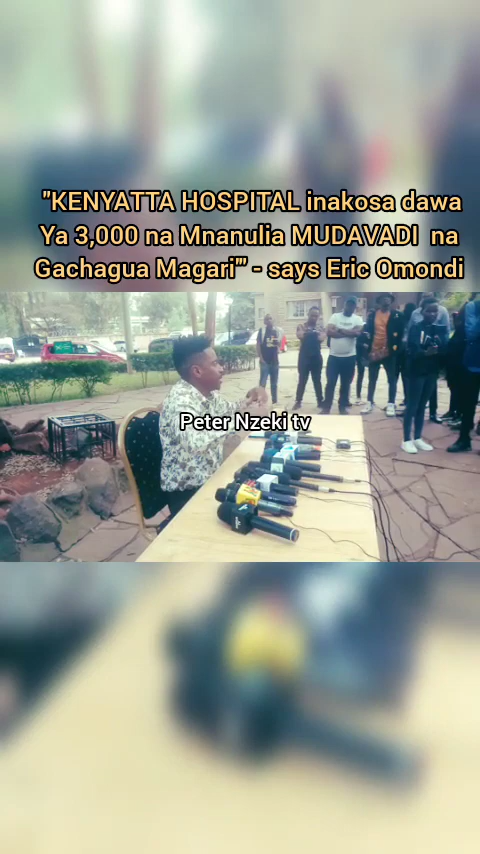 "KENYATTA HOSPITAL inakosa dawa
Ya 3,000 na Mnanulia MUDAVADI na
Gachagua Magari"' - says Eric Omondi
Peter Nzeki tv